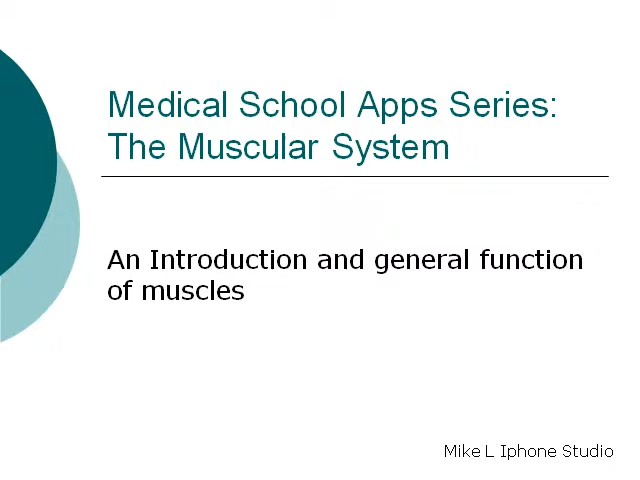 Medical School Apps Series:
The Muscular System
An Introduction and general function
of muscles
Mike L Iphone Studio